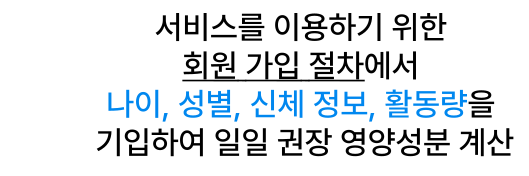 서비스를 이용하기 위한
회원 가입 절차에서
나이, 성별, 신체 정보, 활동량을
기입하여 일일 권장 영양성분 계산